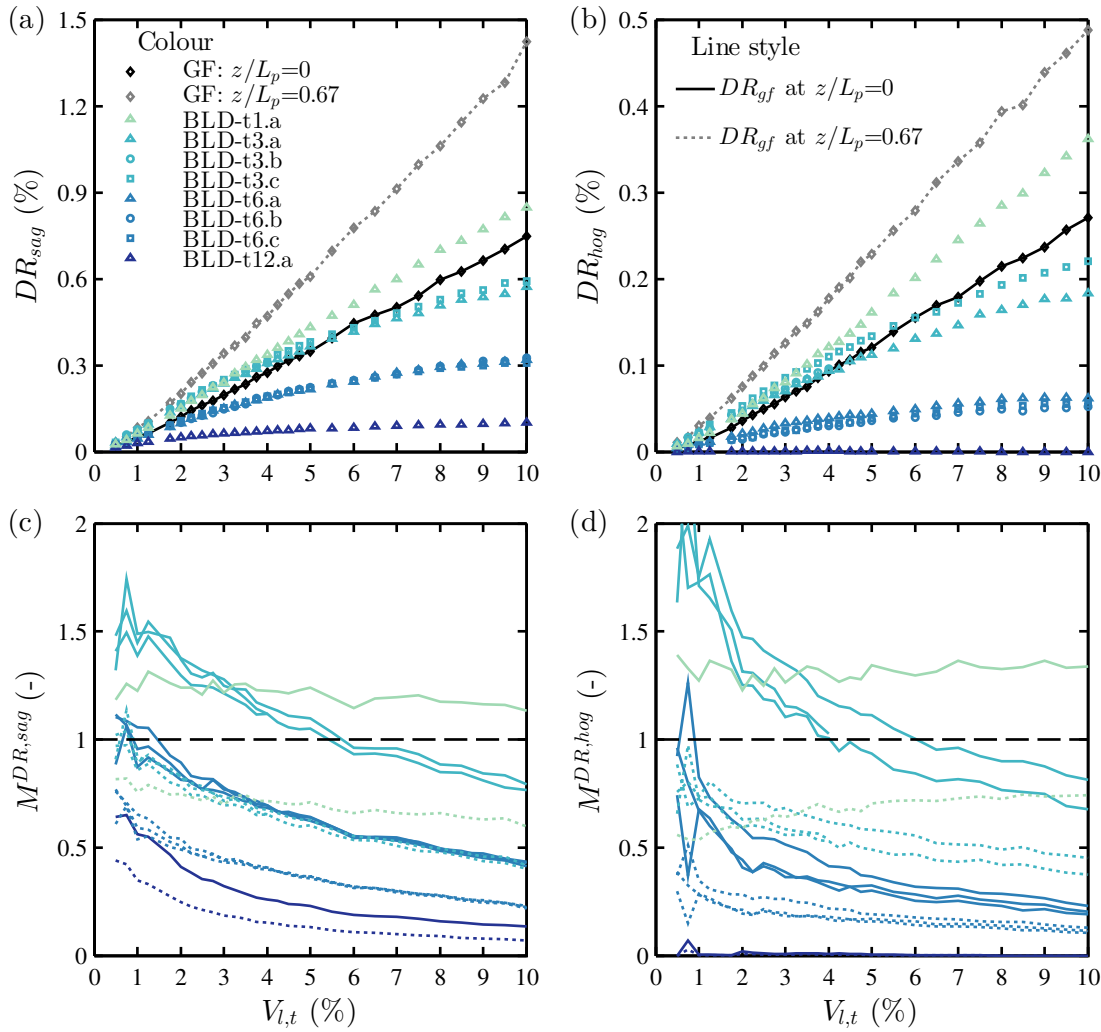 (a)
1.5
1.2
0.9
0.6
0.3
0
DR_sag (%)
Colour
GF: z/L_p=0
GF: z/L_p=0.67
BLD-t1.a
BLD-t3.a
BLD-t3.b
BLD-t3.c
BLD-t6.a
BLD-t6.b
BLD-t6.c
BLD-t12.a
0 1 2 3 4 5 6 7 8 9 10
(b)
0.5
0.4
0.3
0.2
0.1
0
DR_hog (%)
Line style
DR_gf at z/L_p=0
DR_gf at z/L_p=0.67
0 1 2 3 4 5 6 7 8 9 10
(c)
2
1.5
1
0.5
0
M^DR,sag (-)
0 1 2 3 4 5 6 7 8 9 10
V_l,t (%)
(d)
2
1.5
1
0.5
0
M^DR,hog (-)
0 1 2 3 4 5 6 7 8 9 10
V_l,t (%)